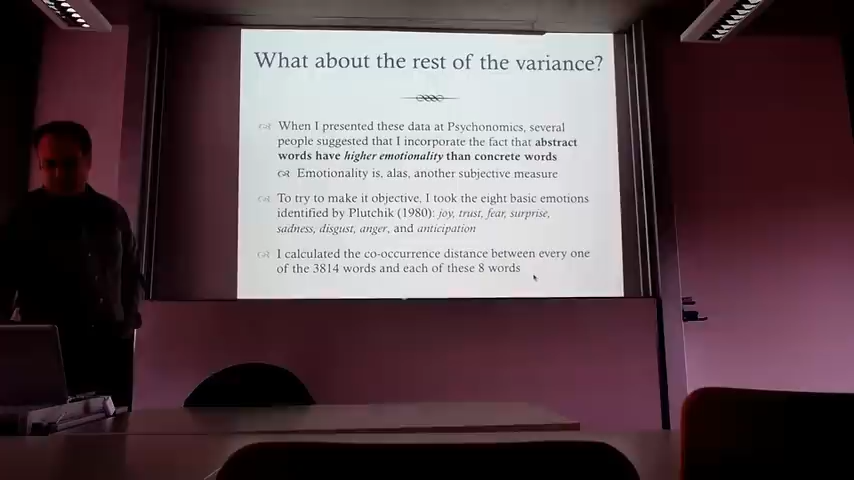 What about the rest of the variance?
When I presented these data at Psychonomics, several
people suggested that I incorporate the fact that abstract
words have higher emotionality than concrete words
Emotionality is, alas, another subjective measure
To try to make it objective, I took the eight basic emotions
identified by Plutchik (1980): joy, trust, fear, surprise,
sadness, disgust, anger, and anticipation
I calculated the co-occurrence distance between every one
of the 3814 words and each of these 8 words